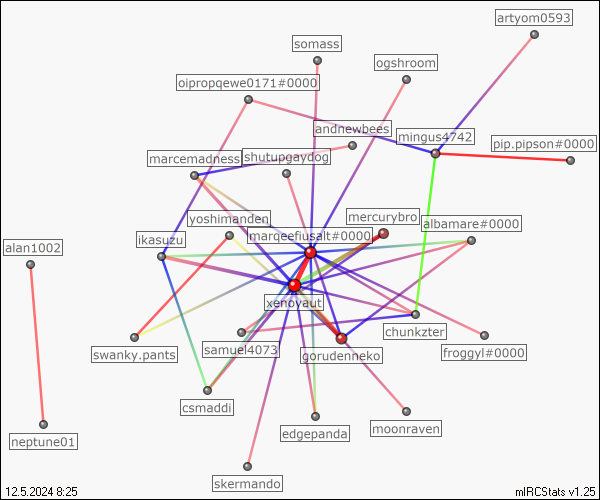 artyom0593
somass
ogshroom
oipropqewe0171#0000
andnewbees
mingus4742
pip.pipson#0000
marcemadness
shutupgaydog
yoshimanden
mercurybro
albamare#0000
alan1002
ikasuzu
marqeefiusalt#0000
xenoyaut
chunkzter
swanky.pants
samuel4073
gorudenneko
froggyl#0000
csmaddi
edgepanda
moonraven
neptune01
skermando
12.5.2024 8:25
mIRCStats v1.25